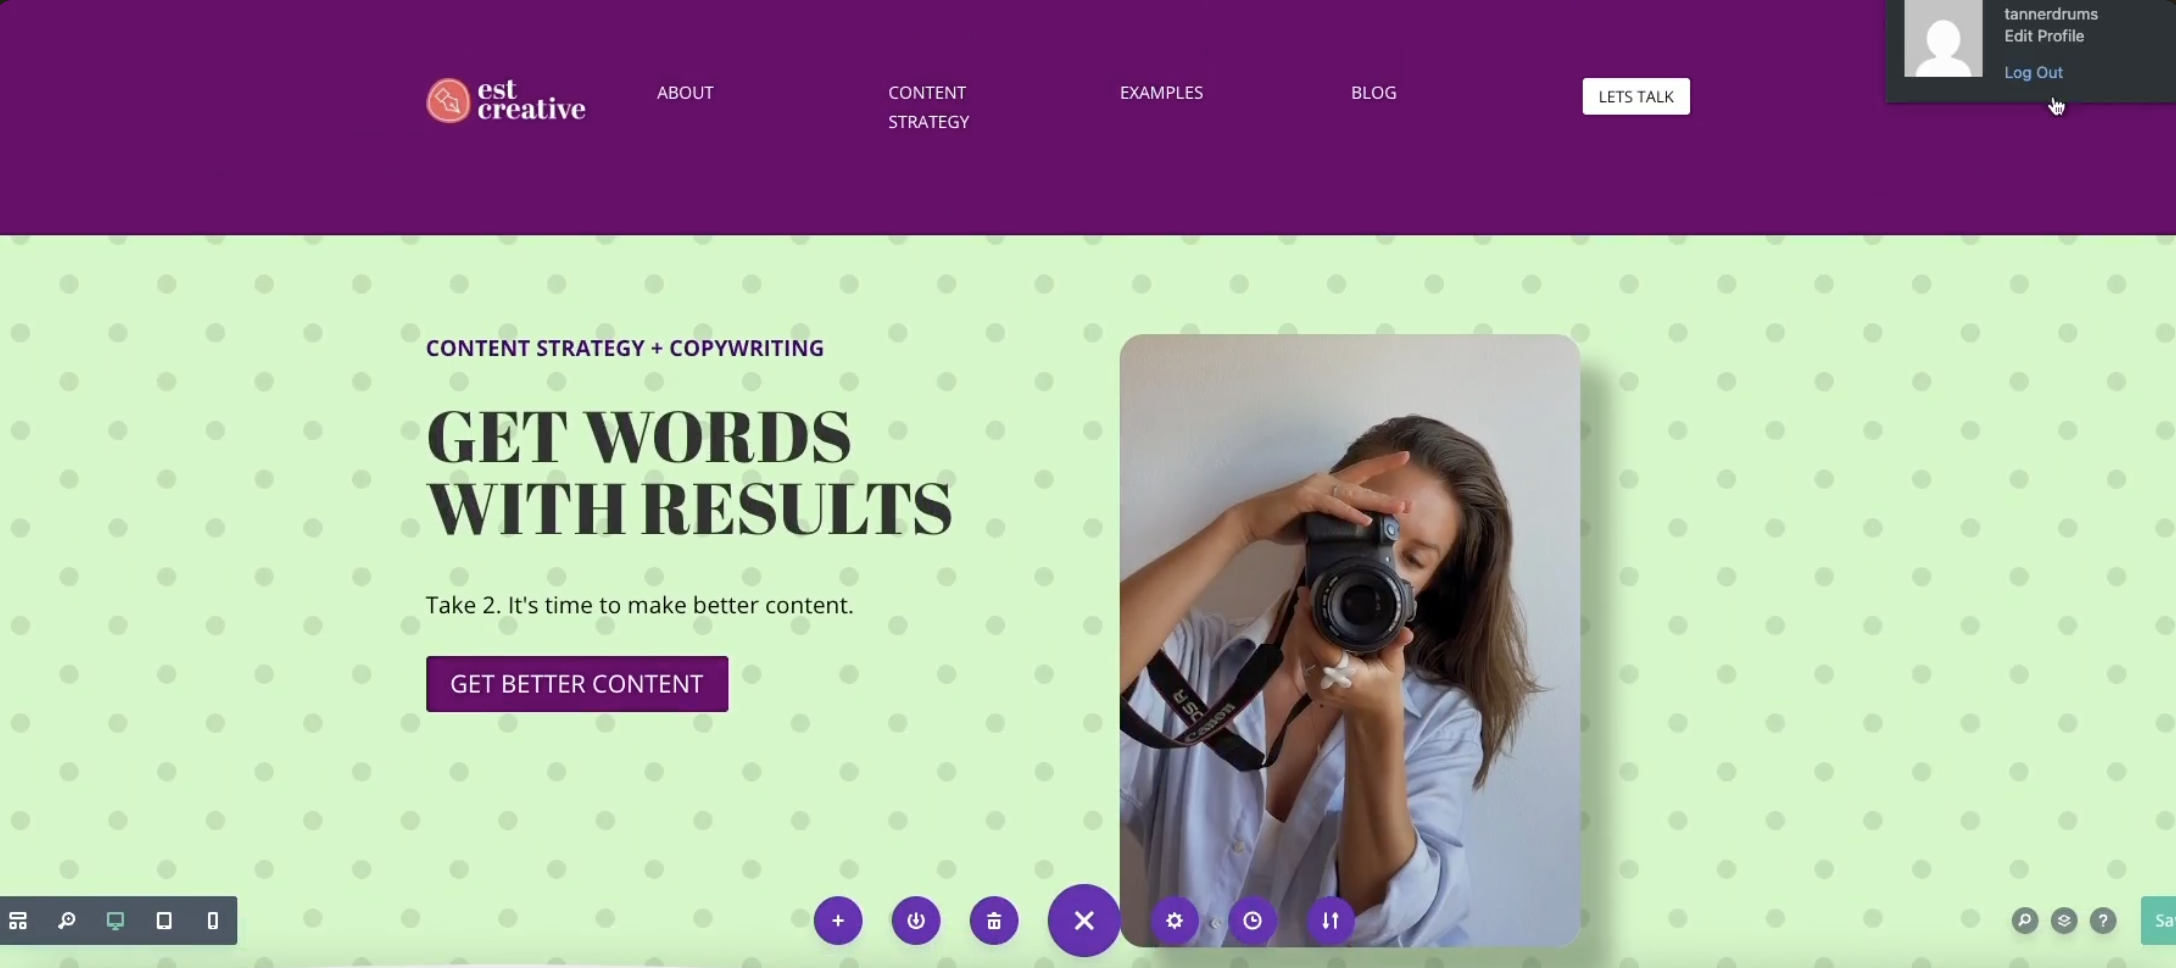 tannerdrums
Edit Profile
Log Out
est
creative
ABOUT
CONTENT
STRATEGY
EXAMPLES
BLOG
LETS TALK
CONTENT STRATEGY + COPYWRITING
GET WORDS
WITH RESULTS
Take 2. It's time to make better content.
GET BETTER CONTENT
Canon
?